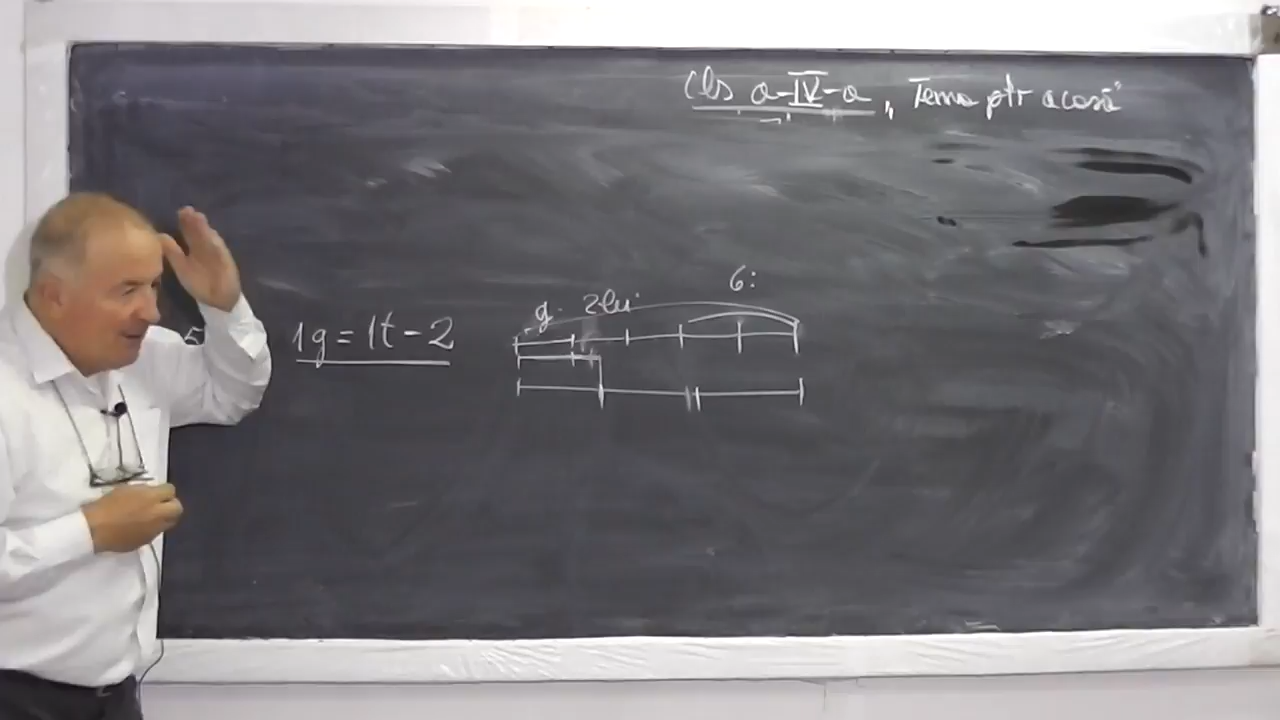 Cls a-IV-a, Tema ptr acasă"
6:
g. 2lei
1g = 1t - 2